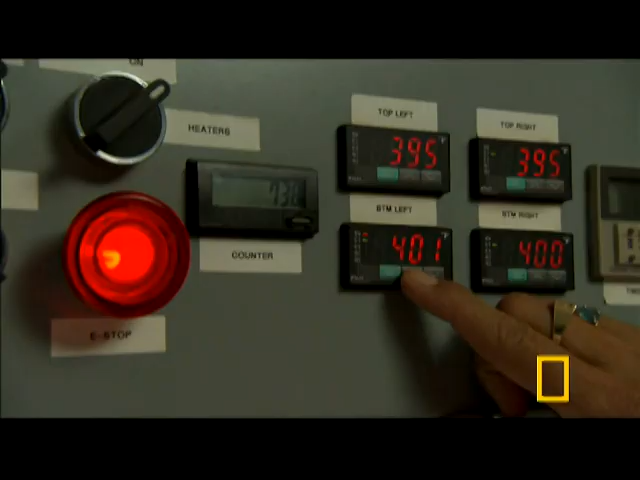 ON
HEATERS
TOP LEFT
TOP RIGHT
395
395
COUNTER
BTM LEFT
BTM RIGHT
401
400
E-STOP